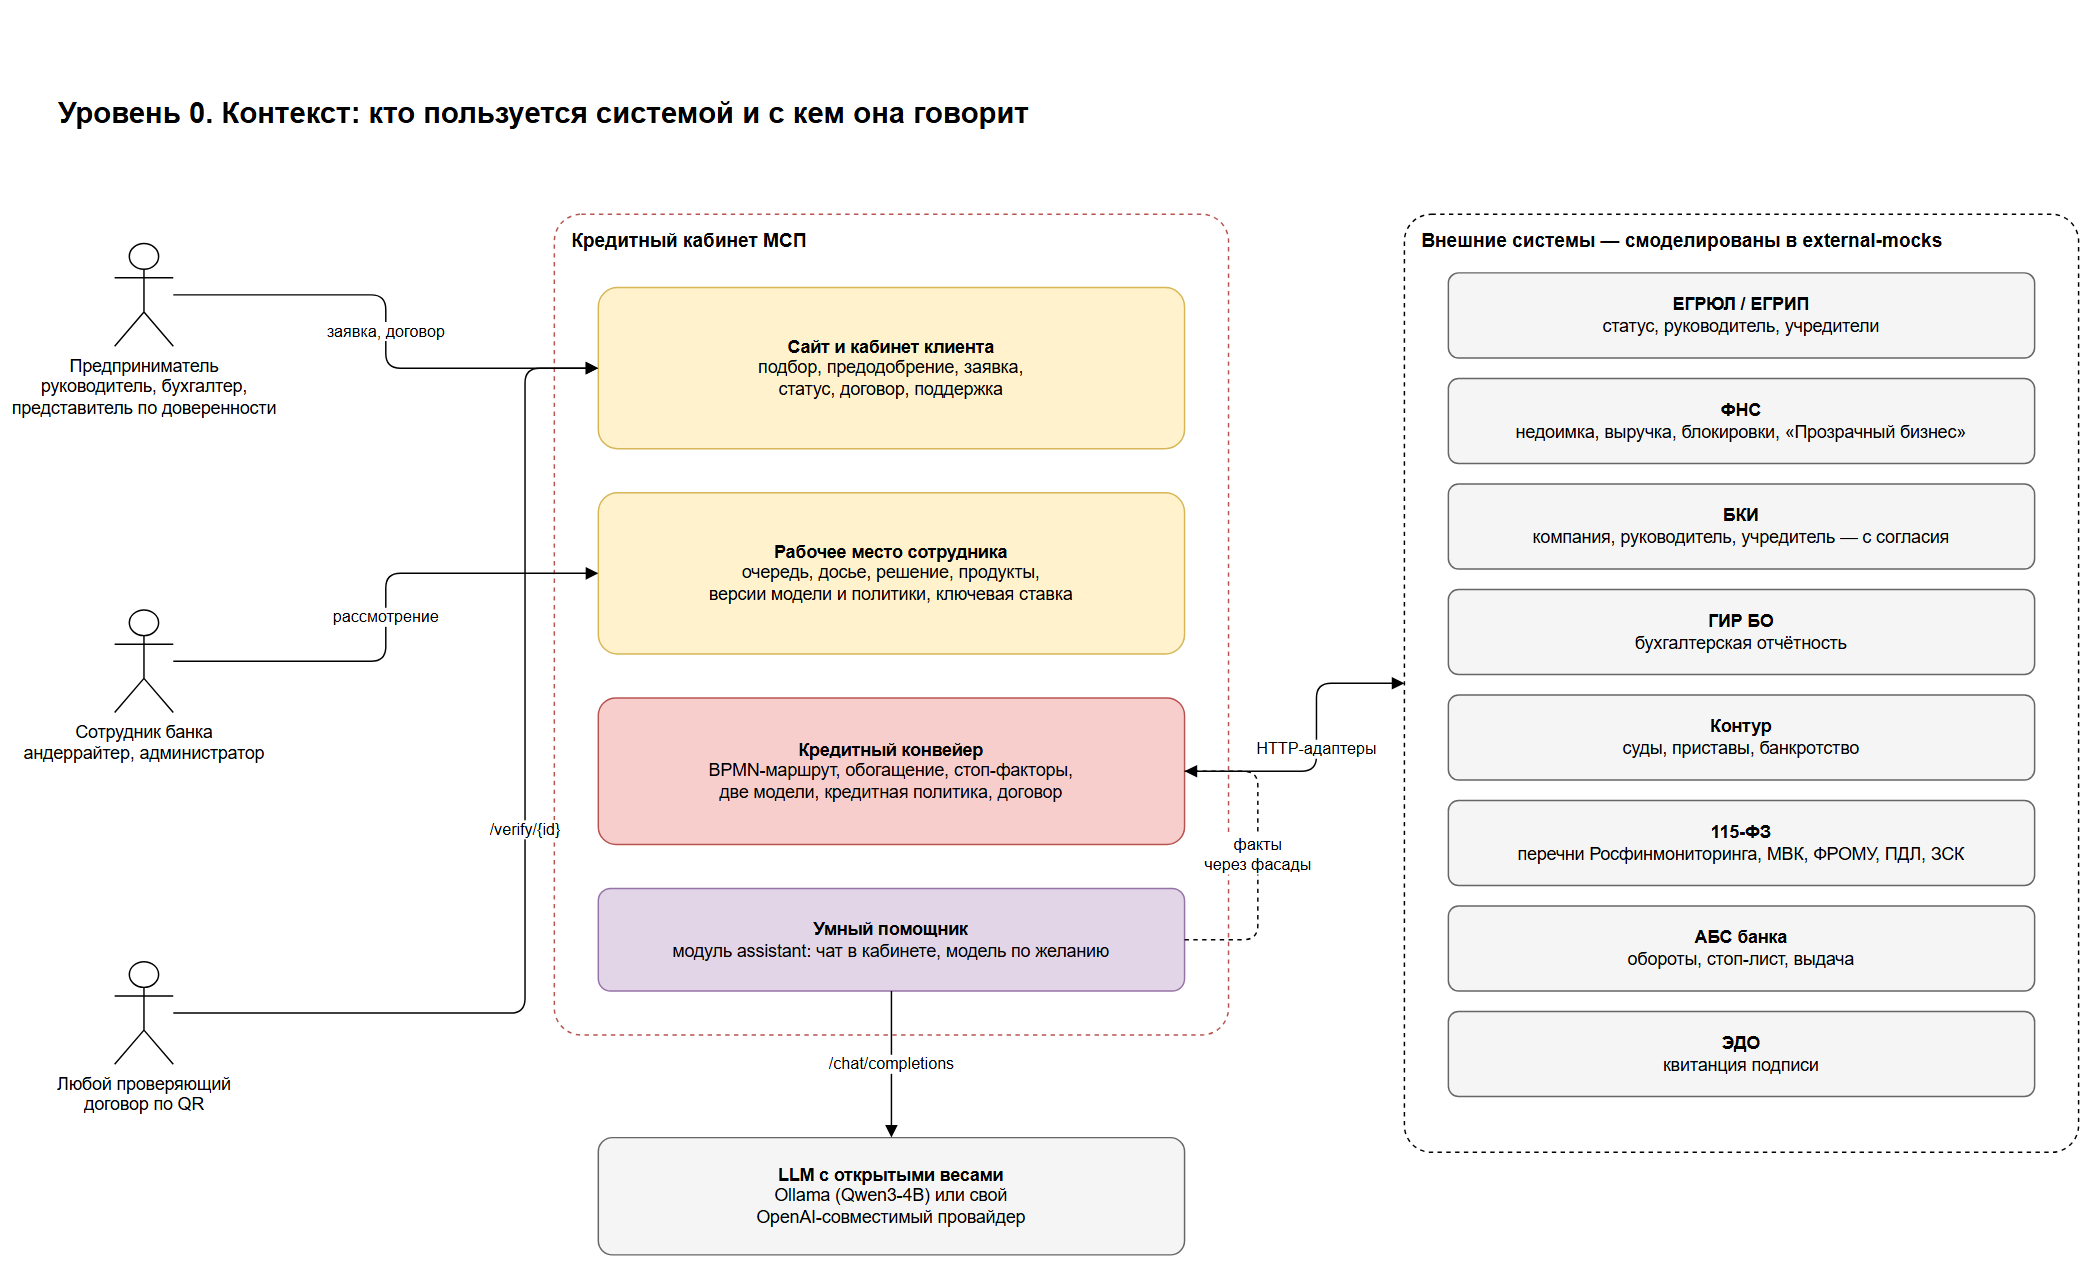 Уровень 0. Контекст: кто пользуется системой и с кем она говорит
Предприниматель
руководитель, бухгалтер,
представитель по доверенности
заявка, договор
Сотрудник банка
андеррайтер, администратор
рассмотрение
Любой проверяющий
договор по QR
/verify/{id}
Кредитный кабинет МСП
Сайт и кабинет клиента
подбор, предодобрение, заявка,
статус, договор, поддержка
Рабочее место сотрудника
очередь, досье, решение, продукты,
версии модели и политики, ключевая ставка
Кредитный конвейер
BPMN-маршрут, обогащение, стоп-факторы,
две модели, кредитная политика, договор
Умный помощник
модуль assistant: чат в кабинете, модель по желанию
HTTP-адаптеры
факты
через фасады
/chat/completions
LLM с открытыми весами
Ollama (Qwen3-4B) или свой
OpenAI-совместимый провайдер
Внешние системы — смоделированы в external-mocks
ЕГРЮЛ / ЕГРИП
статус, руководитель, учредители
ФНС
недоимка, выручка, блокировки, «Прозрачный бизнес»
БКИ
компания, руководитель, учредитель — с согласия
ГИР БО
бухгалтерская отчётность
Контур
суды, приставы, банкротство
115-ФЗ
перечни Росфинмониторинга, МВК, ФРОМУ, ПДЛ, ЗСК
АБС банка
обороты, стоп-лист, выдача
ЭДО
квитанция подписи